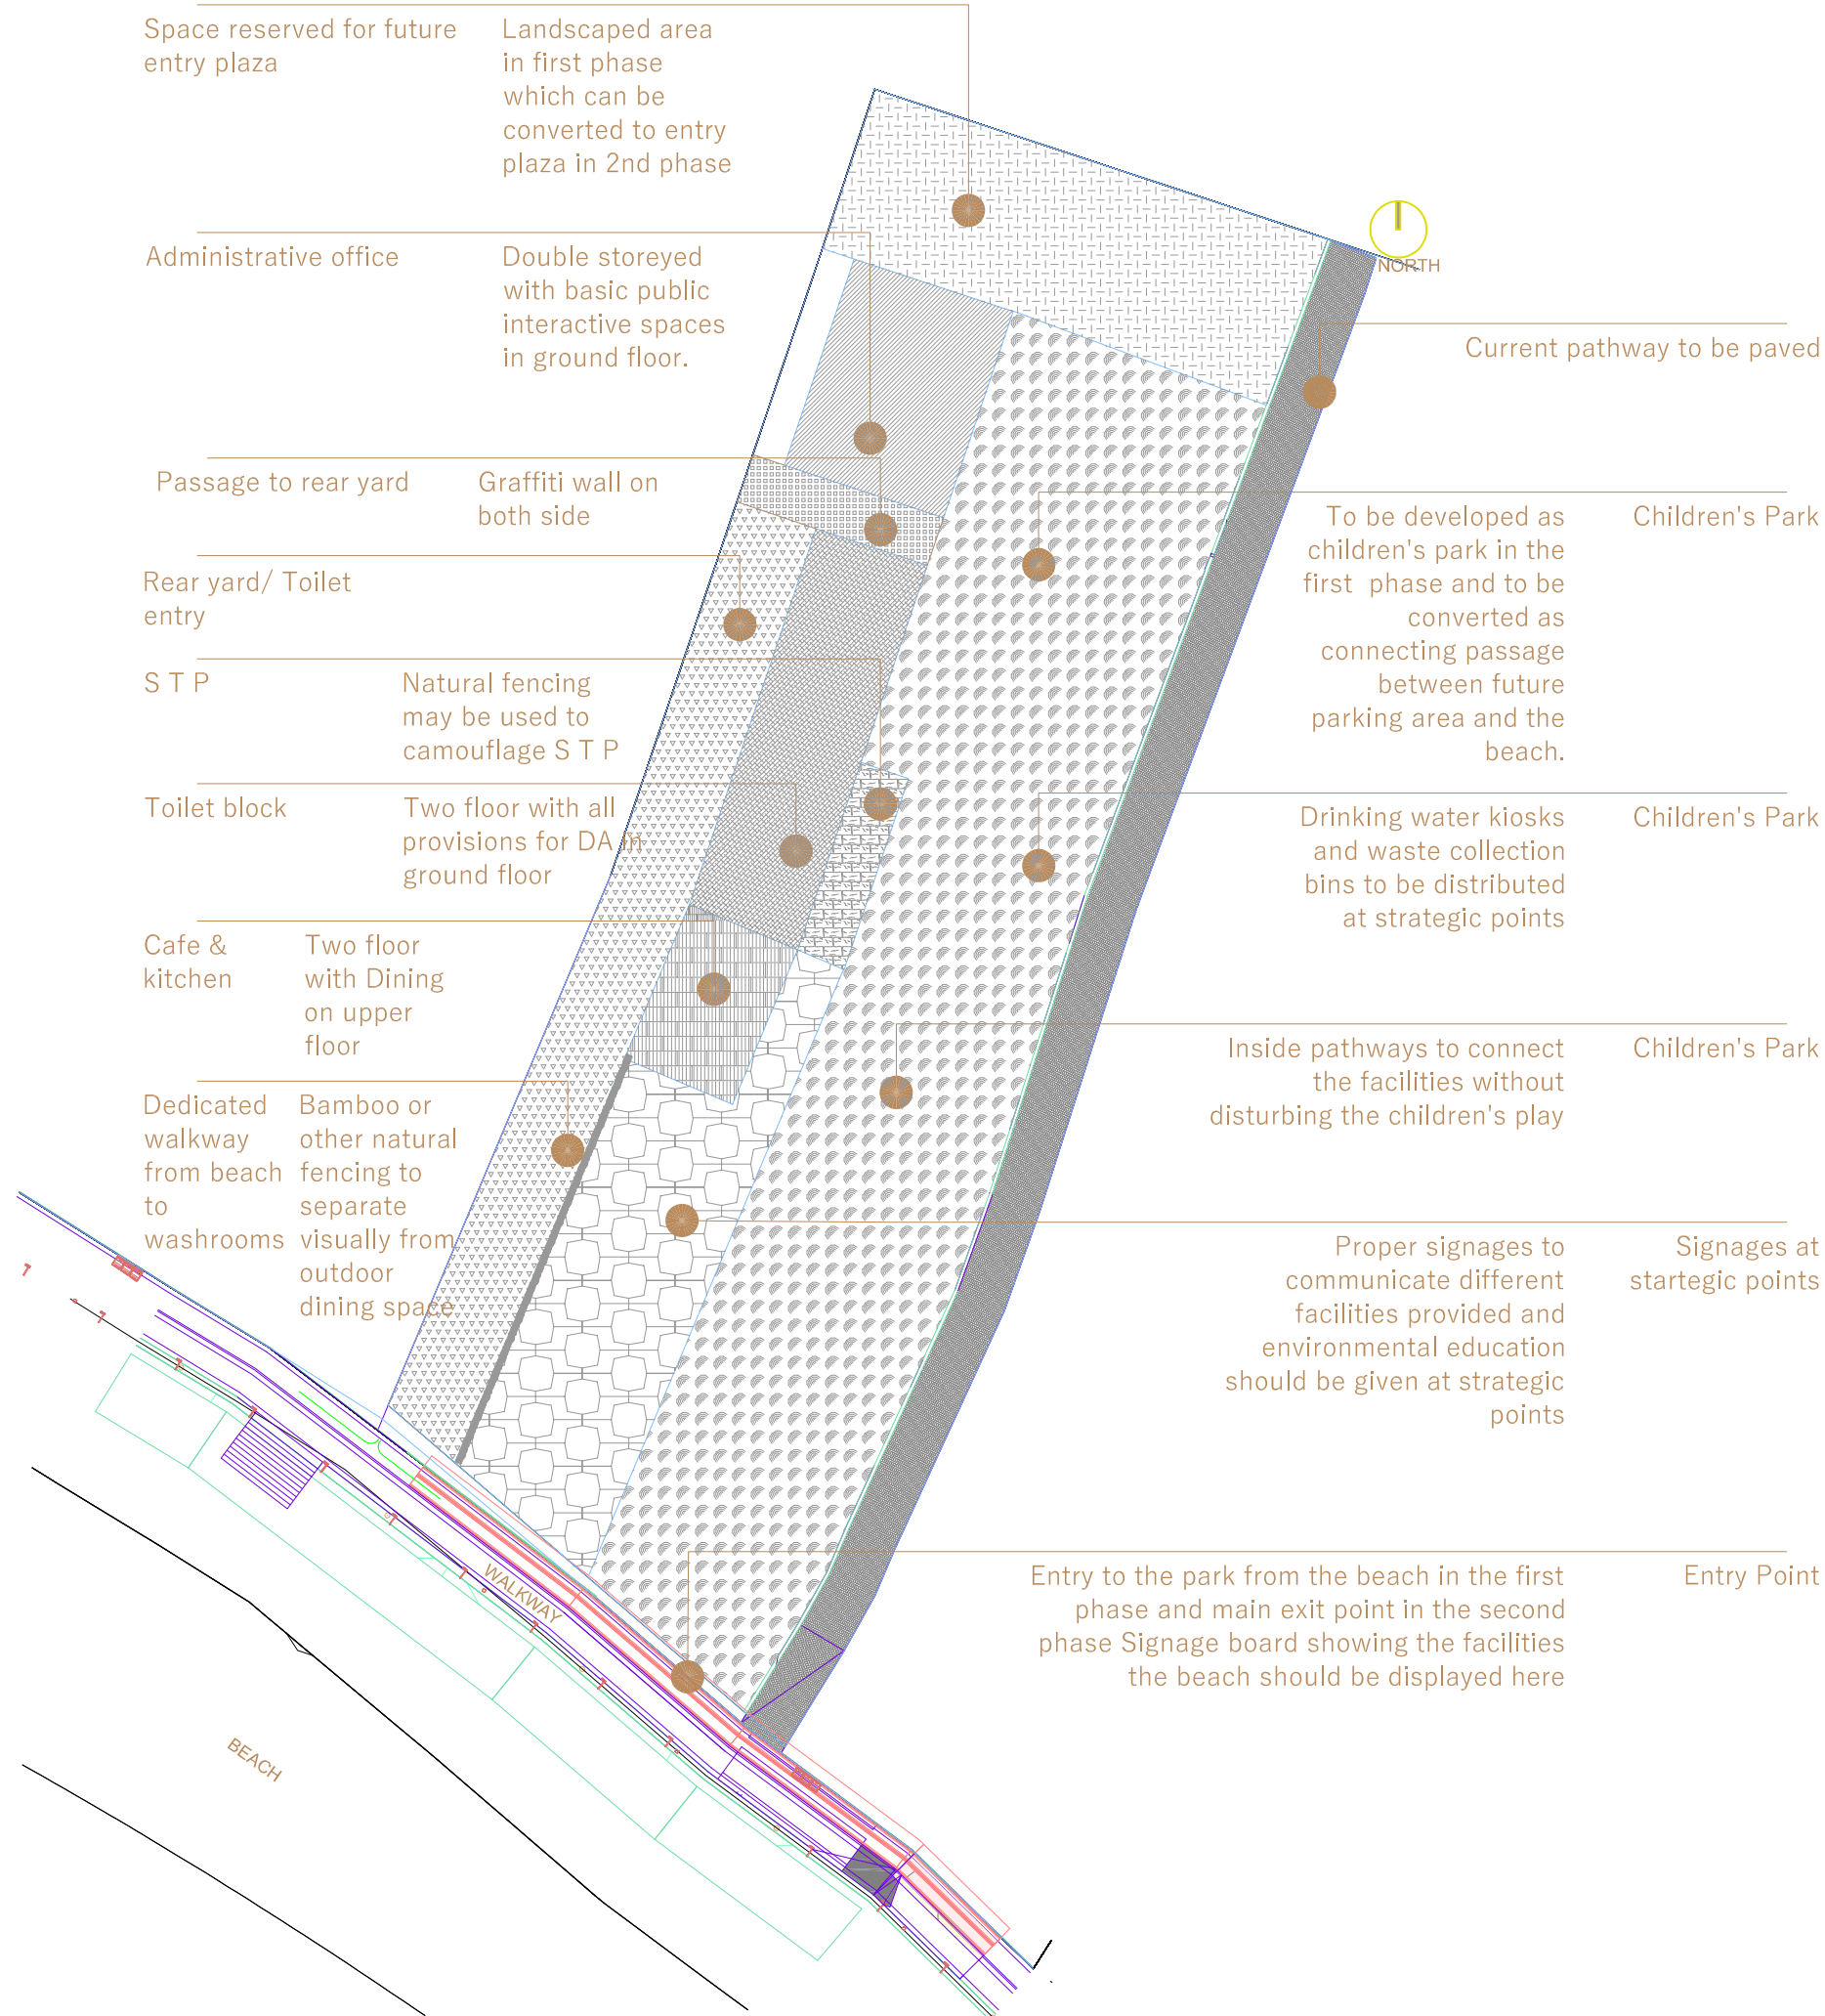 Space reserved for future
entry plaza
Landscaped area
in first phase
which can be
converted to entry
plaza in 2nd phase
NORTH
Administrative office
Double storeyed
with basic public
interactive spaces
in ground floor.
Current pathway to be paved
Passage to rear yard
Graffiti wall on
both side
To be developed as
children's park in the
first phase and to be
converted as
connecting passage
between future
parking area and the
beach.
Children's Park
Rear yard/ Toilet
entry
S T P
Natural fencing
may be used to
camouflage S T P
Toilet block
Two floor with all
provisions for DA in
ground floor
Drinking water kiosks
and waste collection
bins to be distributed
at strategic points
Children's Park
Cafe &
kitchen
Two floor
with Dining
on upper
floor
Inside pathways to connect
the facilities without
disturbing the children's play
Children's Park
Dedicated
walkway
from beach
to
washrooms
Bamboo or
other natural
fencing to
separate
visually from
outdoor
dining space
Proper signages to
communicate different
facilities provided and
environmental education
should be given at strategic
points
Signages at
startegic points
Entry to the park from the beach in the first
phase and main exit point in the second
phase Signage board showing the facilities
the beach should be displayed here
Entry Point
WALKWAY
BEACH